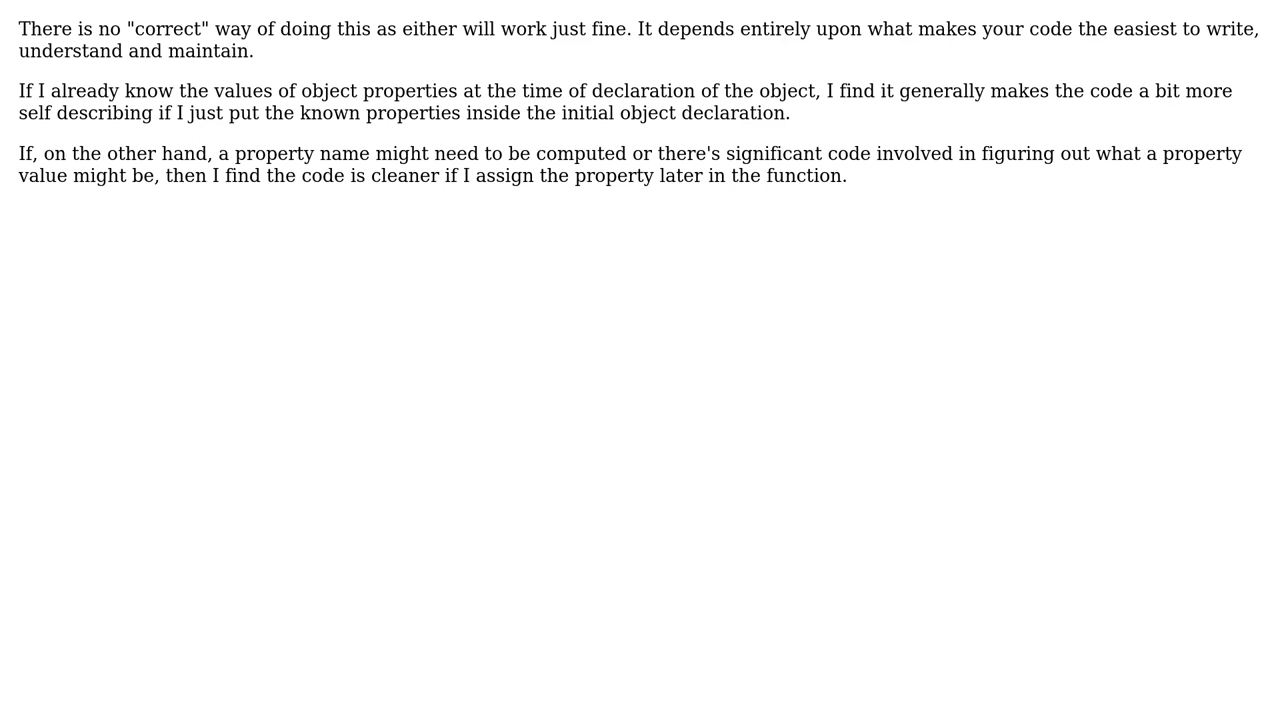 There is no "correct" way of doing this as either will work just fine. It depends entirely upon what makes your code the easiest to write,
understand and maintain.
If I already know the values of object properties at the time of declaration of the object, I find it generally makes the code a bit more
self describing if I just put the known properties inside the initial object declaration.
If, on the other hand, a property name might need to be computed or there's significant code involved in figuring out what a property
value might be, then I find the code is cleaner if I assign the property later in the function.